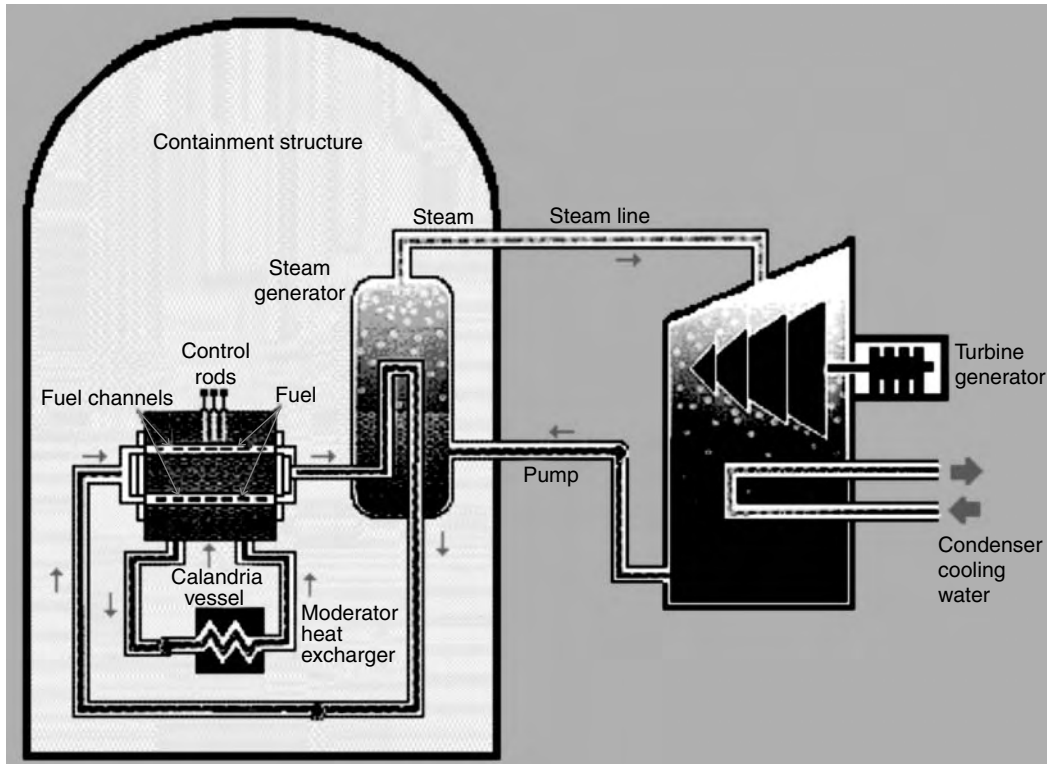 Containment structure
Steam
Steam line
Steam
generator
Control
rods
Fuel channels
Fuel
Turbine
generator
Pump
Condenser
cooling
water
Calandria
vessel
Moderator
heat
excharger